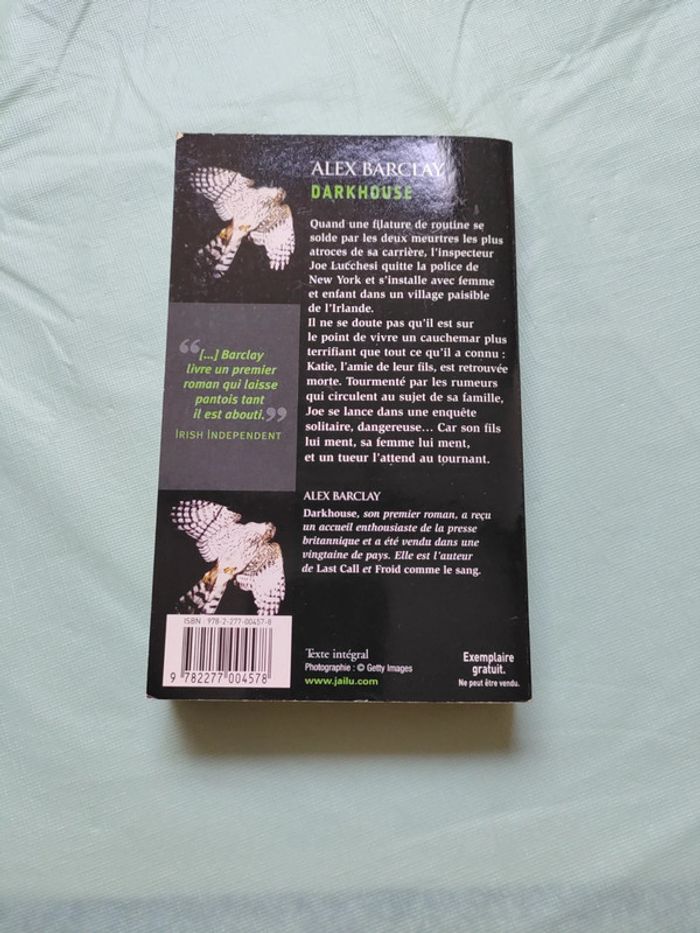 ALEX BARCLAY
DARKHOUSE
Quand une filature de routine se
solde par les deux meurtres les plus
atroces de sa carrière, l'inspecteur
Joe Lucchesi quitte la police de
New York et s'installe avec femme
et enfant dans un village paisible
de l'Irlande.
Il ne se doute pas qu'il est sur
le point de vivre un cauchemar plus
terrifiant que tout ce qu'il a connu :
Katie, l'amie de leur fils, est retrouvée
morte. Tourmenté par les rumeurs
qui circulent au sujet de sa famille,
Joe se lance dans une enquête
solitaire, dangereuse... Car son fils
lui ment, sa femme lui ment,
et un tueur l'attend au tournant.
“[...] Barclay
livre un premier
roman qui laisse
pantois tant
il est abouti.”
IRISH INDEPENDENT
ALEX BARCLAY
Darkhouse, son premier roman, a reçu
un accueil enthousiaste de la presse
britannique et a été vendu dans une
vingtaine de pays. Elle est l'auteur
de Last Call et Froid comme le sang.
ISBN : 978-2-277-00457-8
9 782277 004578
Texte intégral
Photographie : © Getty Images
www.jailu.com
Exemplaire
gratuit.
Ne peut être vendu.